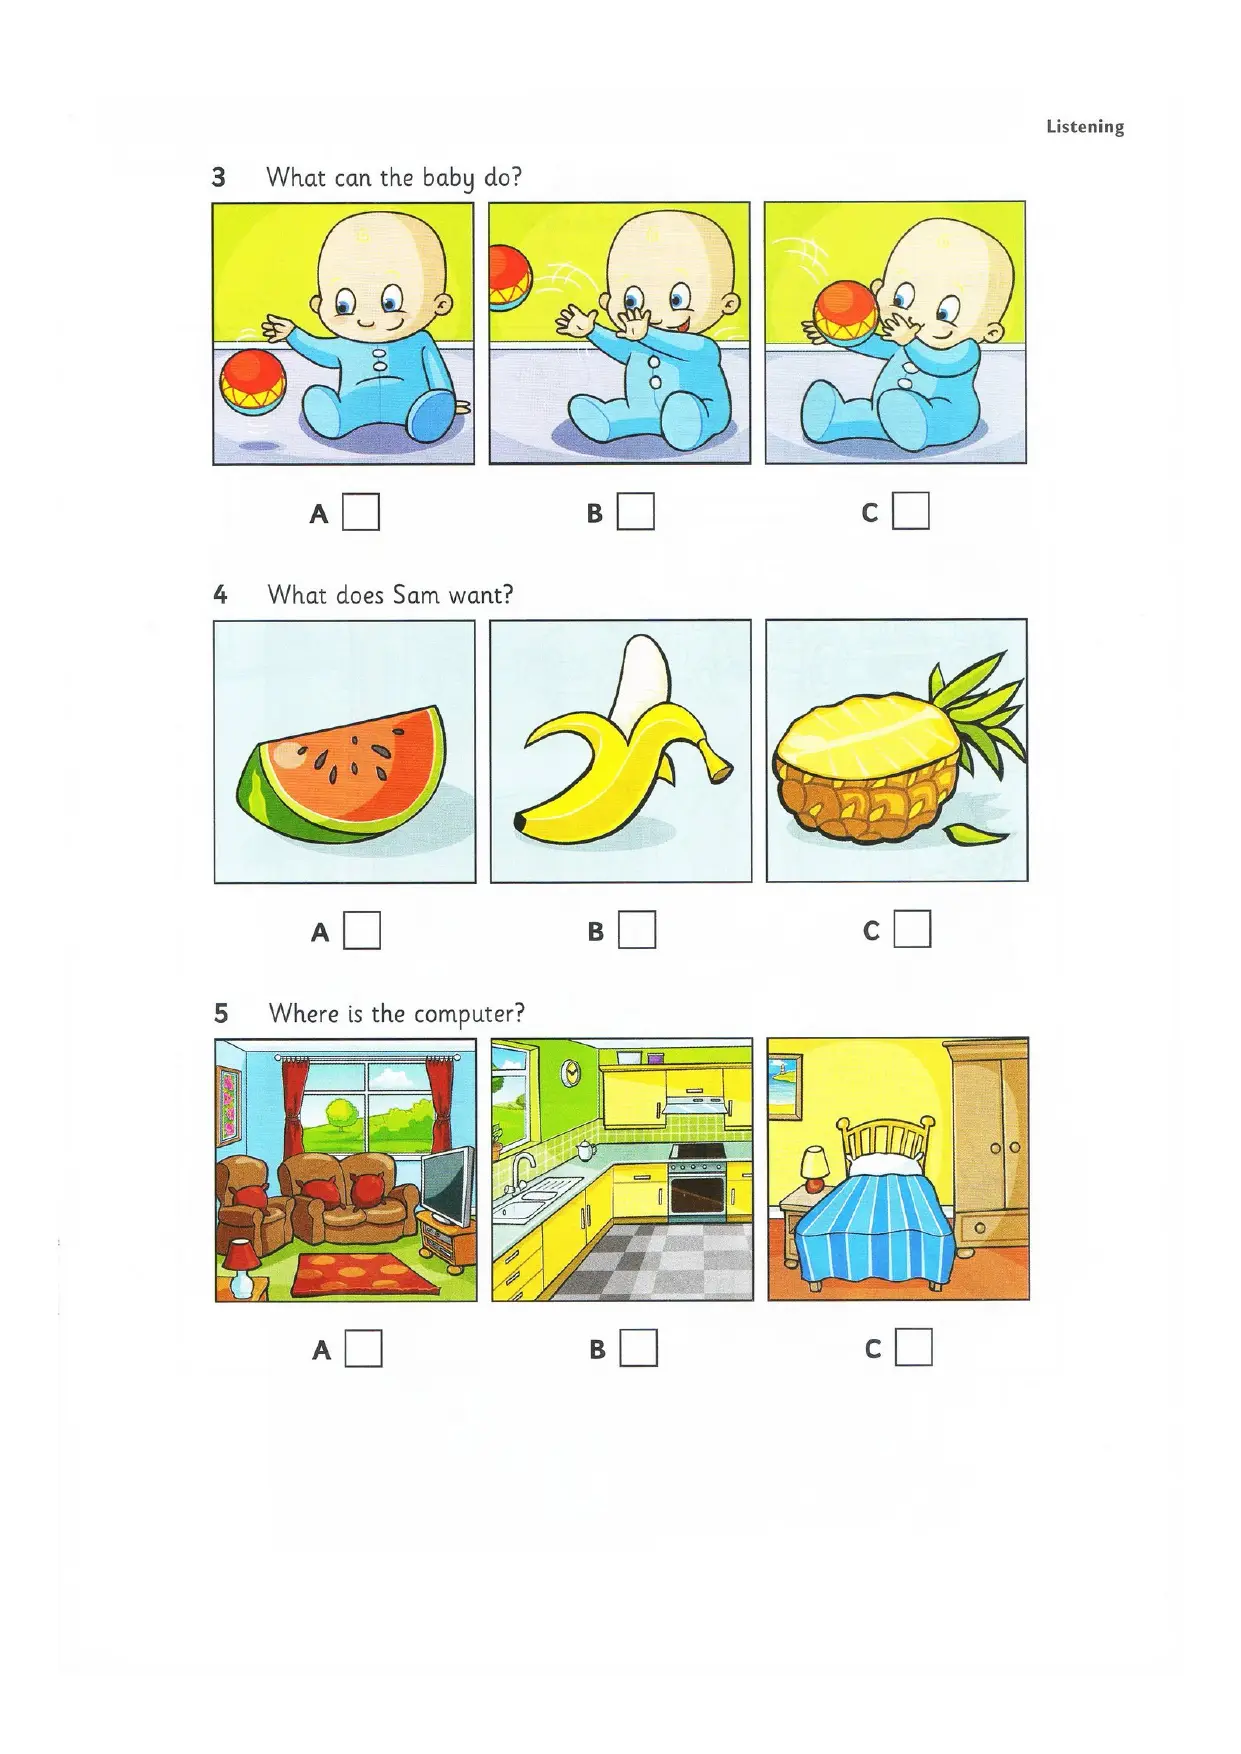 Listening
3 What can the baby do?
A B C
4 What does Sam want?
A B C
5 Where is the computer?
A B C